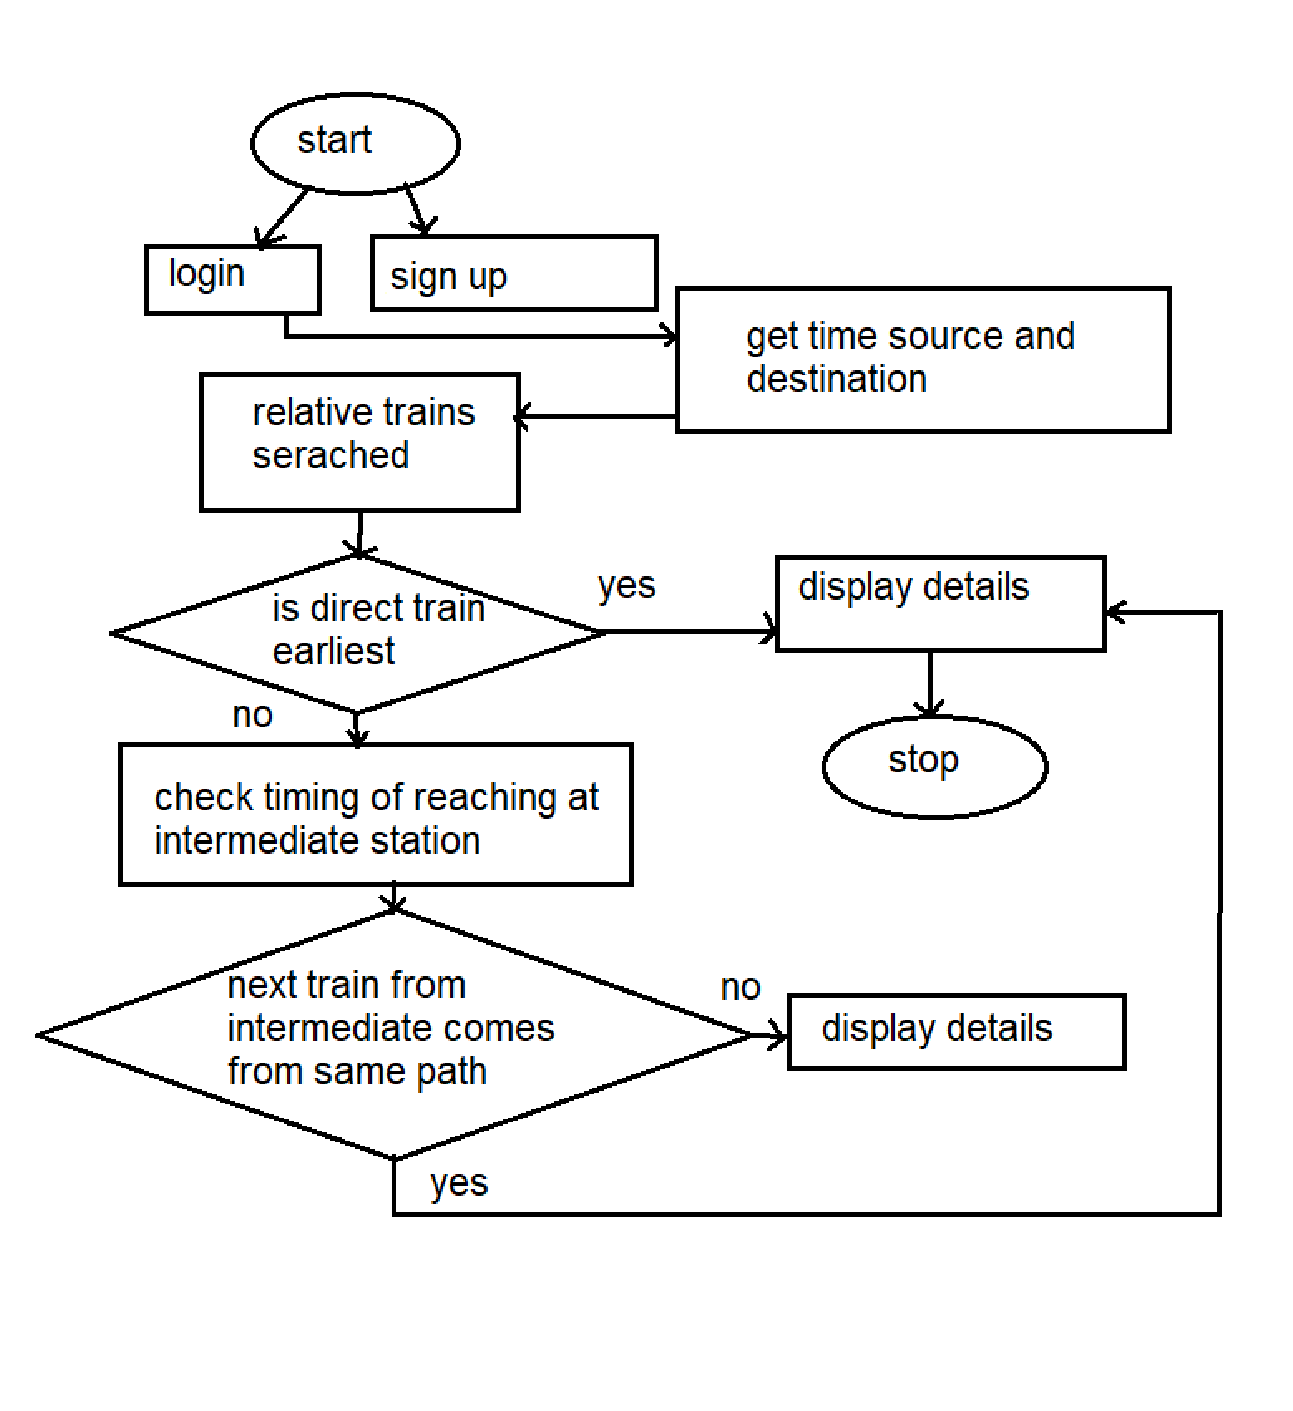 start
login
sign up
get time source and
destination
relative trains
serached
is direct train
earliest
yes
display details
no
stop
check timing of reaching at
intermediate station
next train from
intermediate comes
from same path
no
display details
yes